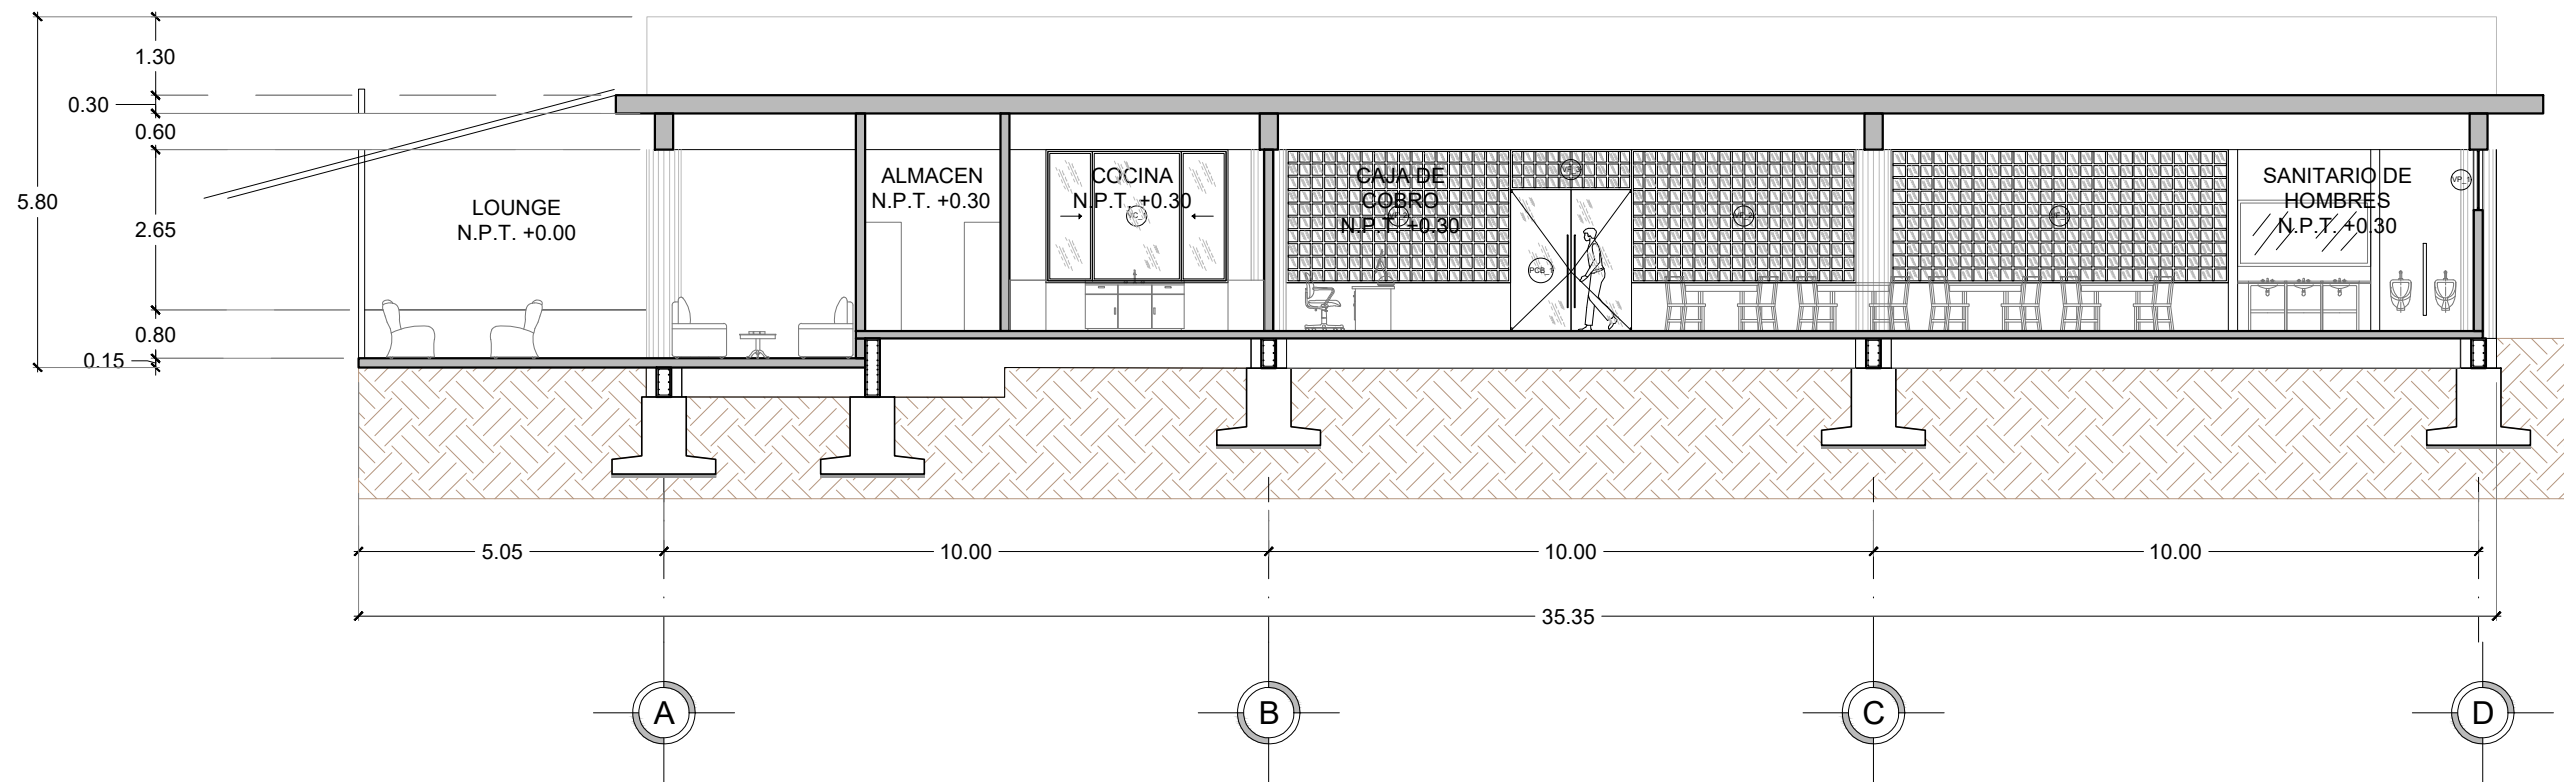 1.30
0.30
0.60
5.80
2.65
0.80
0.15
LOUNGE
N.P.T. +0.00
ALMACEN
N.P.T. +0.30
COCINA
N.P.T. +0.30
CAJA DE
COBRO
N.P.T. +0.30
PCB_1
SANITARIO DE
HOMBRES
N.P.T. +0.30
VP_1
5.05
10.00
10.00
10.00
35.35
A
B
C
D